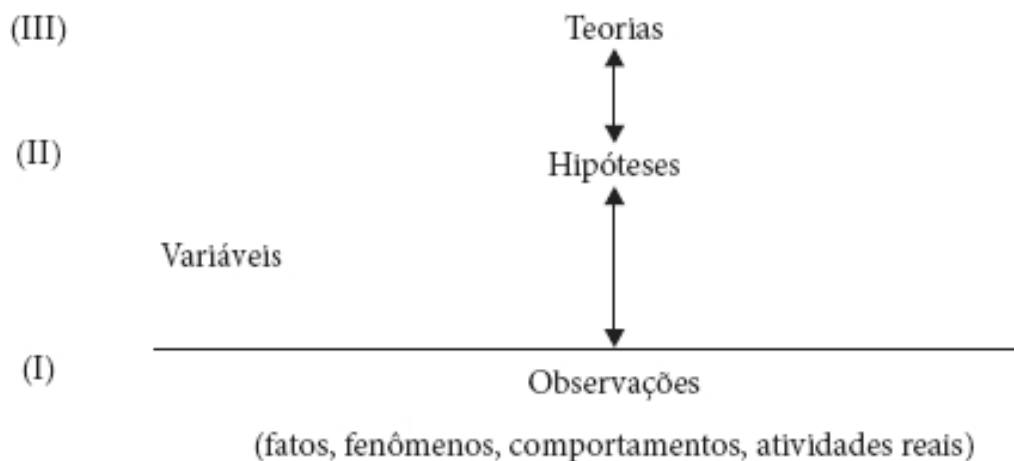 (III) Teorias
(II) Hipóteses
Variáveis
(I) Observações
(fatos, fenômenos, comportamentos, atividades reais)